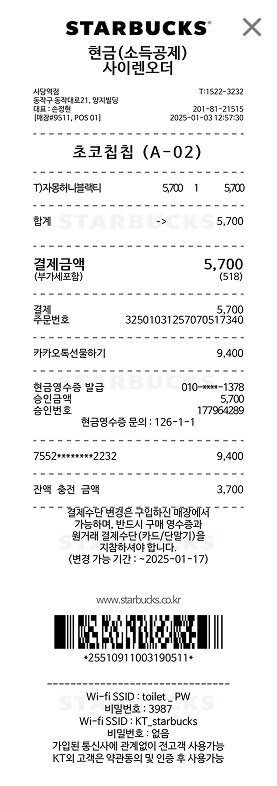 STARBUCKS
현금(소득공제)
사이렌오더
사당역점 T:1522-3232
동작구 동작대로21, 양지빌딩
대표 : 손정현 201-81-21515
[매장#9511, POS 01] 2025-01-03 12:57:30
초코칩칩 (A-02)
T)자몽허니블랙티 5,700 1 5,700
합계 -> 5,700
결제금액 5,700
(부가세포함) (518)
결제 5,700
주문번호 32501031257070517340
카카오톡선물하기 9,400
현금영수증 발급 010-****-1378
승인금액 5,700
승인번호 177964289
현금영수증 문의 : 126-1-1
7552********2232 9,400
잔액 충전 금액 3,700
결제수단 변경은 구입하신 매장에서
가능하며, 반드시 구매 영수증과
원거래 결제수단(카드/단말기)을
지참하셔야 합니다.
(변경 가능 기간 : ~2025-01-17)
www.starbucks.co.kr
*25510911003190511*
Wi-fi SSID : toilet _ PW
비밀번호 : 3987
Wi-fi SSID : KT_starbucks
비밀번호 : 없음
가입된 통신사에 관계없이 전고객 사용가능
KT외 고객은 약관동의 및 인증 후 사용가능